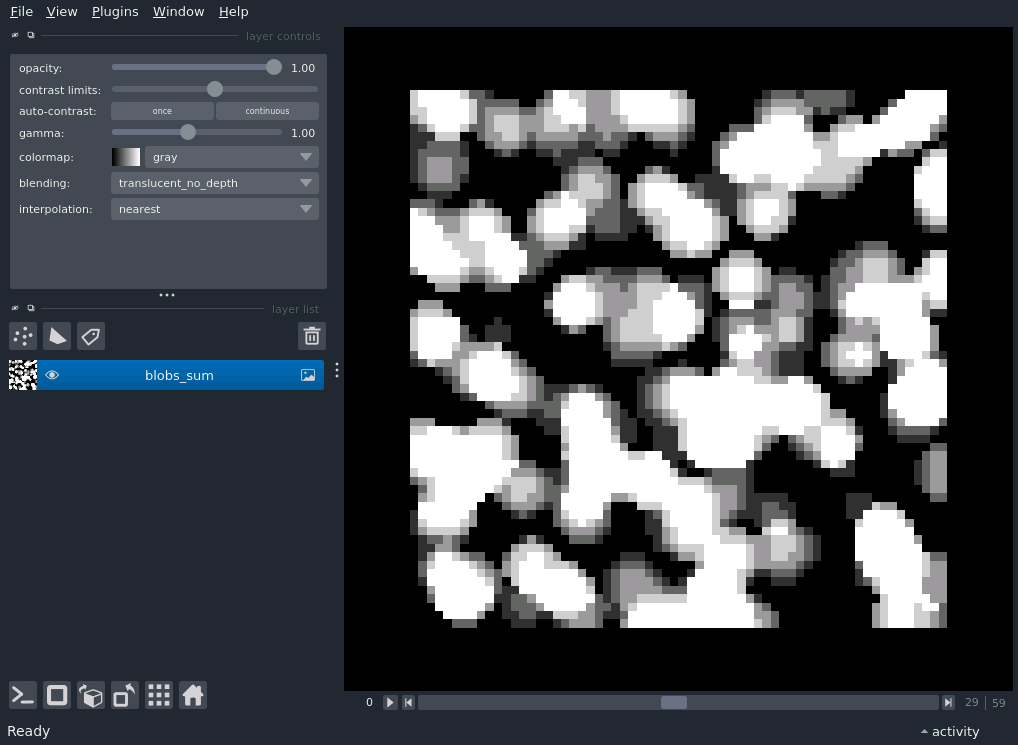 File View Plugins Window Help
layer controls
opacity: 1.00
contrast limits:
auto-contrast: once continuous
gamma: 1.00
colormap: gray
blending: translucent_no_depth
interpolation: nearest
layer list
blobs_sum
0 29 59
Ready activity